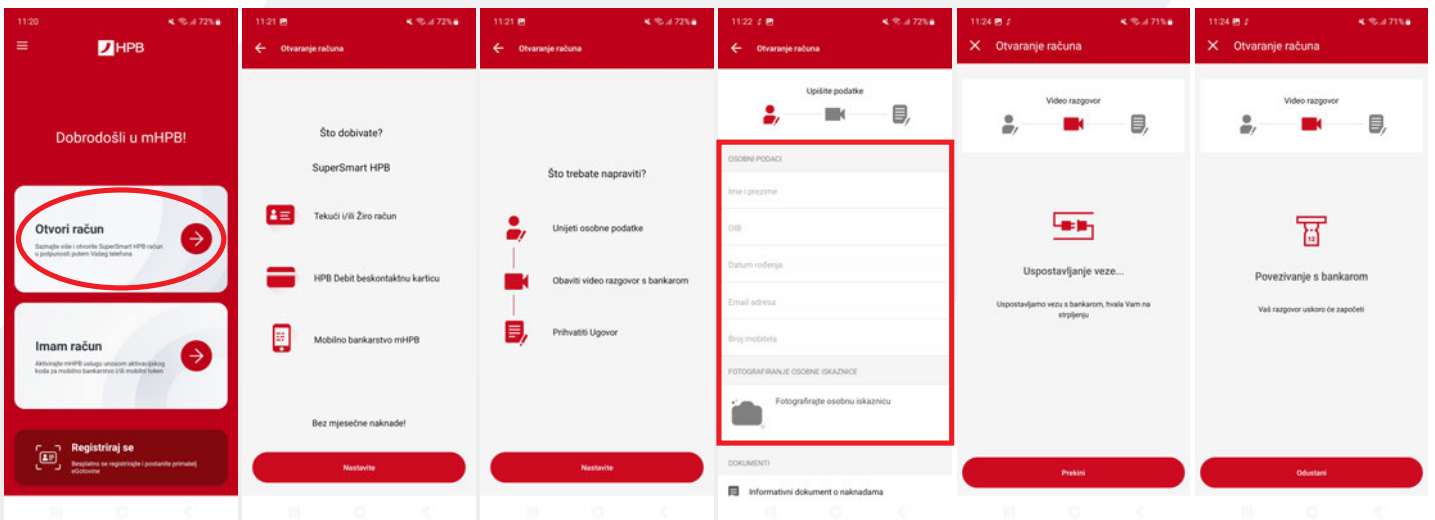 11:20
72%
HPB
Dobrodošli u mHPB!
Otvori račun
Saznajte više i otvorite SuperSmart HPB račun
u potpunosti putem Vašeg telefona
Imam račun
Aktivirajte mHPB uslugu unosom aktivacijskog
koda za mobilno bankarstvo i/ili mobilni token
Registriraj se
Besplatno se registrirajte i postanite primatelj
eGotovine
11:21
72%
Otvaranje računa
Što dobivate?
SuperSmart HPB
Tekući i/ili Žiro račun
HPB Debit beskontaktnu karticu
Mobilno bankarstvo mHPB
Bez mjesečne naknade!
Nastavite
11:21
72%
Otvaranje računa
Što trebate napraviti?
Unijeti osobne podatke
Obaviti video razgovor s bankarom
Prihvatiti Ugovor
Nastavite
11:22
72%
Otvaranje računa
Upišite podatke
OSOBNI PODACI
Ime i prezime
OIB
Datum rođenja
Email adresa
Broj mobitela
FOTOGRAFIRANJE OSOBNE ISKAZNICE
Fotografirajte osobnu iskaznicu
DOKUMENTI
Informativni dokument o naknadama
11:24
71%
Otvaranje računa
Video razgovor
Uspostavljanje veze...
Uspostavljamo vezu s bankarom, hvala Vam na
strpljenju
Prekini
11:24
71%
Otvaranje računa
Video razgovor
12
Povezivanje s bankarom
Vaš razgovor uskoro će započeti
Odustani